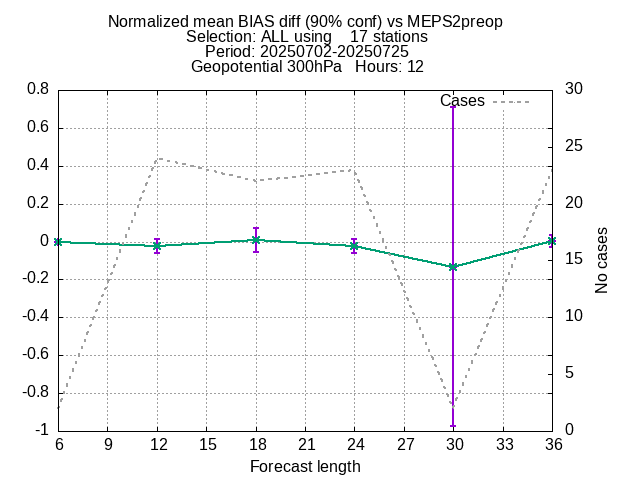 Normalized mean BIAS diff (90% conf) vs MEPS2preop
Selection: ALL using    17 stations
Period: 20250702-20250725
Geopotential 300hPa   Hours: 12
Cases
0.8
0.6
0.4
0.2
0
-0.2
-0.4
-0.6
-0.8
-1
30
25
20
15
10
5
0
No cases
6 9 12 15 18 21 24 27 30 33 36
Forecast length